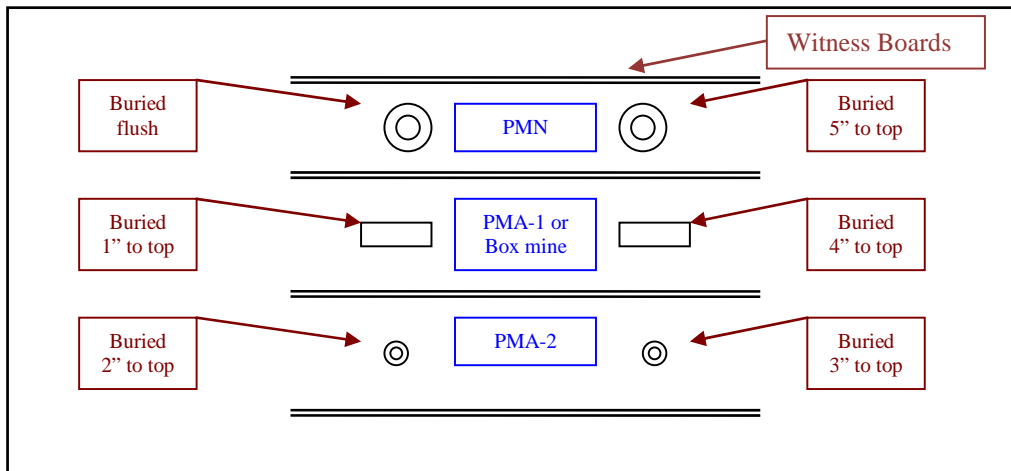 Witness Boards
Buried
flush
PMN
Buried
5” to top
Buried
1” to top
PMA-1 or
Box mine
Buried
4” to top
Buried
2” to top
PMA-2
Buried
3” to top